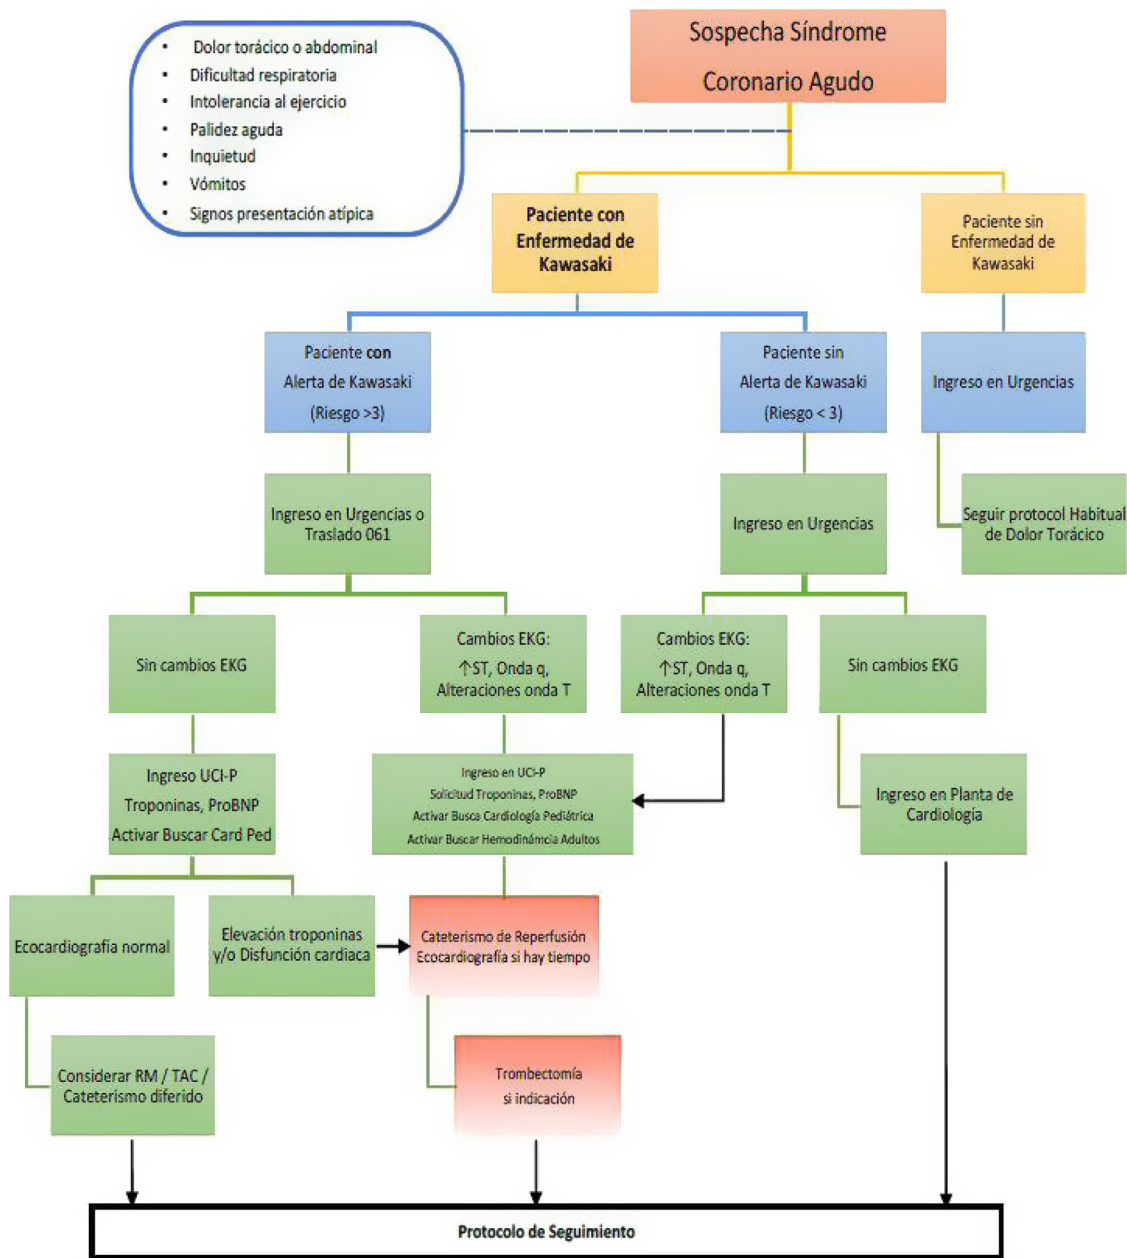 • Dolor torácico o abdominal
• Dificultad respiratoria
• Intolerancia al ejercicio
• Palidez aguda
• Inquietud
• Vómitos
• Signos presentación atípica
Sospecha Síndrome
Coronario Agudo
Paciente con
Enfermedad de
Kawasaki
Paciente sin
Enfermedad de
Kawasaki
Paciente con
Alerta de Kawasaki
(Riesgo >3)
Paciente sin
Alerta de Kawasaki
(Riesgo < 3)
Ingreso en Urgencias
Ingreso en Urgencias o
Traslado 061
Ingreso en Urgencias
Seguir protocol Habitual
de Dolor Torácico
Sin cambios EKG
Cambios EKG:
↑ST, Onda q,
Alteraciones onda T
Cambios EKG:
↑ST, Onda q,
Alteraciones onda T
Sin cambios EKG
Ingreso UCI-P
Troponinas, ProBNP
Activar Buscar Card Ped
Ingreso en UCI-P
Solicitud Troponinas, ProBNP
Activar Busca Cardiología Pediátrica
Activar Buscar Hemodinámcia Adultos
Ingreso en Planta de
Cardiología
Ecocardiografía normal
Elevación troponinas
y/o Disfunción cardiaca
Cateterismo de Reperfusión
Ecocardiografía si hay tiempo
Considerar RM / TAC /
Cateterismo diferido
Trombectomía
si indicación
Protocolo de Seguimiento